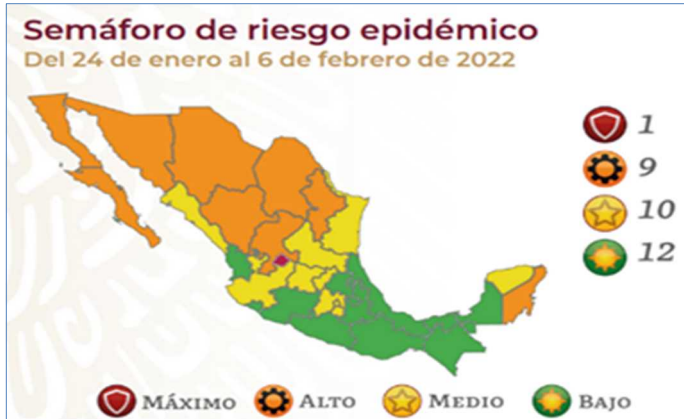 Semáforo de riesgo epidémico
Del 24 de enero al 6 de febrero de 2022
1
9
10
12
MÁXIMO ALTO MEDIO BAJO